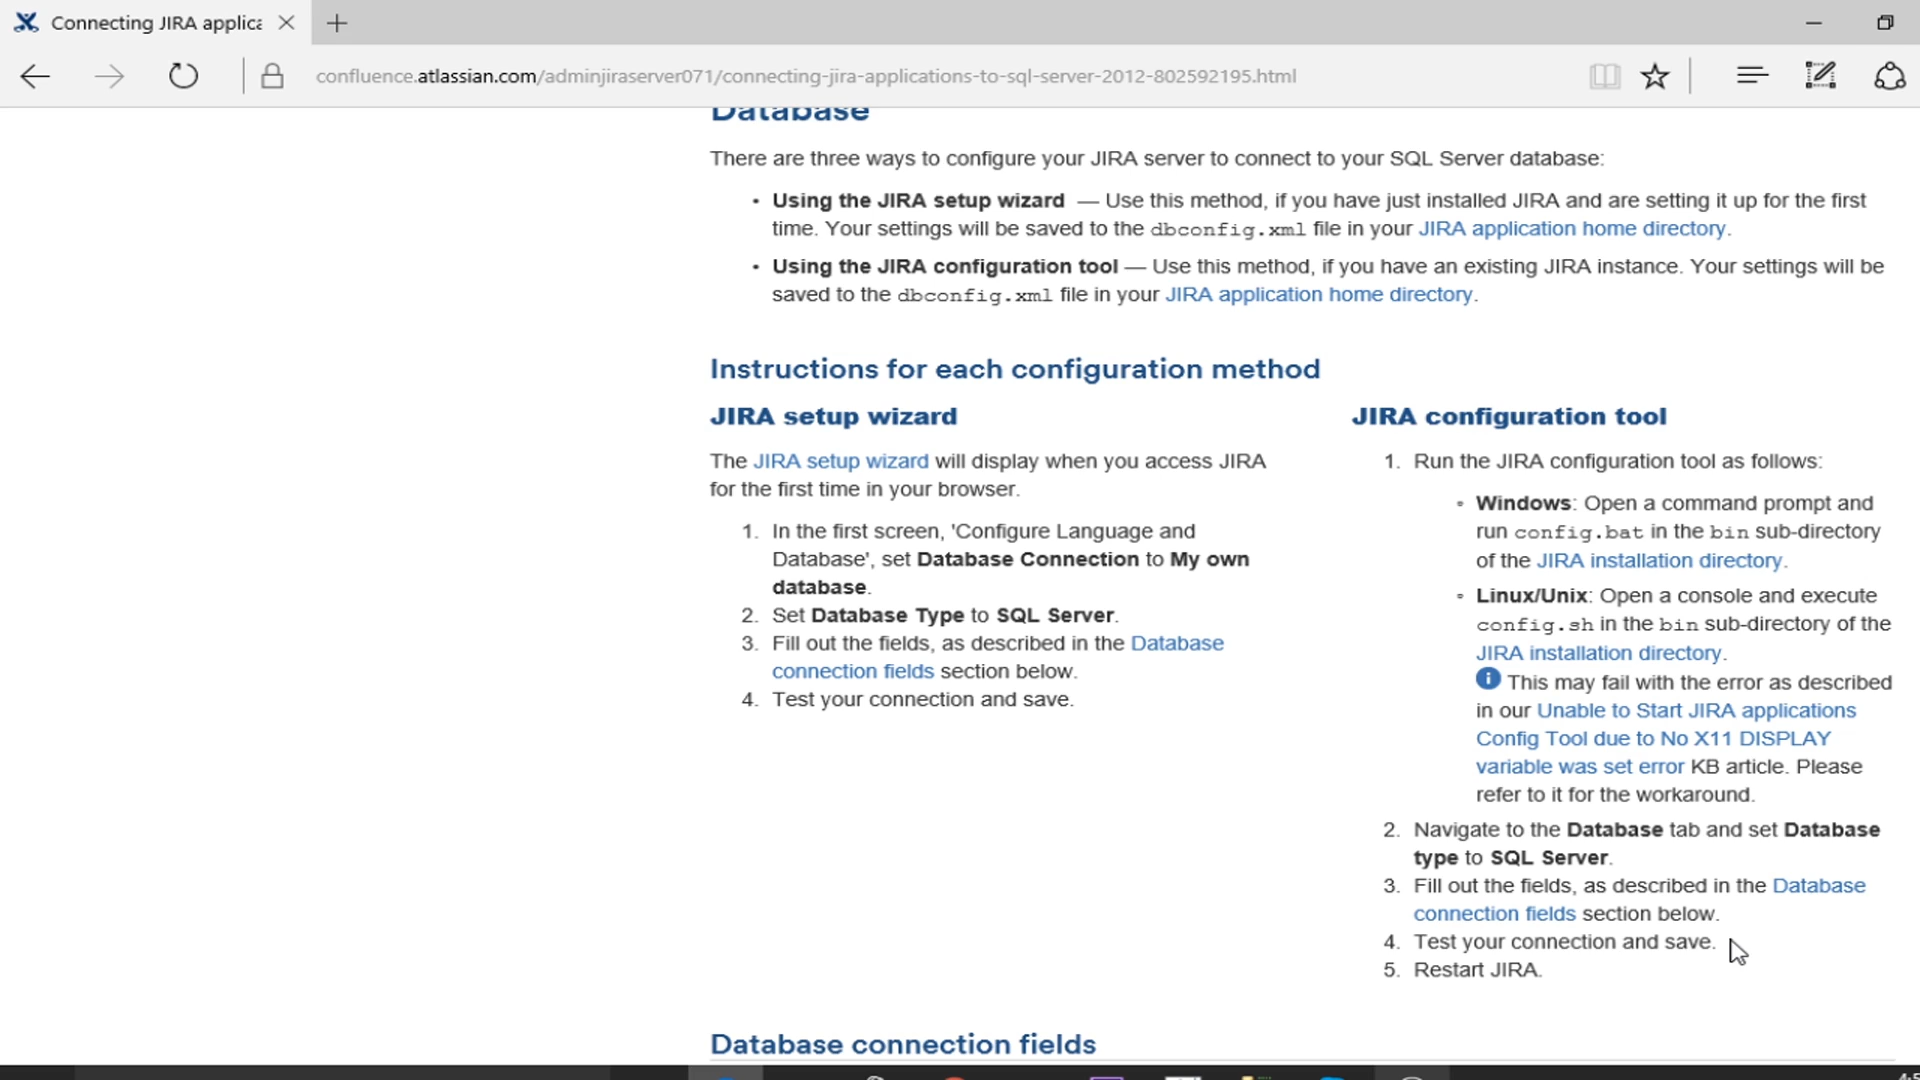 Connecting JIRA applica
confluence.atlassian.com/adminjiraserver071/connecting-jira-applications-to-sql-server-2012-802592195.html
Database
There are three ways to configure your JIRA server to connect to your SQL Server database:
• Using the JIRA setup wizard — Use this method, if you have just installed JIRA and are setting it up for the first
time. Your settings will be saved to the dbconfig.xml file in your JIRA application home directory.
• Using the JIRA configuration tool — Use this method, if you have an existing JIRA instance. Your settings will be
saved to the dbconfig.xml file in your JIRA application home directory.
Instructions for each configuration method
JIRA setup wizard
The JIRA setup wizard will display when you access JIRA
for the first time in your browser.
1. In the first screen, 'Configure Language and
Database', set Database Connection to My own
database.
2. Set Database Type to SQL Server.
3. Fill out the fields, as described in the Database
connection fields section below.
4. Test your connection and save.
JIRA configuration tool
1. Run the JIRA configuration tool as follows:
◦ Windows: Open a command prompt and
run config.bat in the bin sub-directory
of the JIRA installation directory.
◦ Linux/Unix: Open a console and execute
config.sh in the bin sub-directory of the
JIRA installation directory.
This may fail with the error as described
in our Unable to Start JIRA applications
Config Tool due to No X11 DISPLAY
variable was set error KB article. Please
refer to it for the workaround.
2. Navigate to the Database tab and set Database
type to SQL Server.
3. Fill out the fields, as described in the Database
connection fields section below.
4. Test your connection and save.
5. Restart JIRA.
Database connection fields